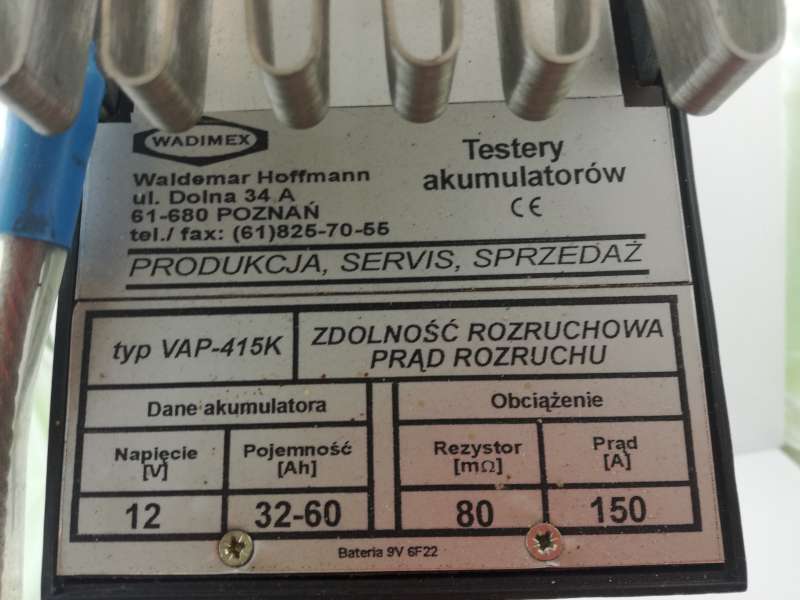 WADIMEX
Waldemar Hoffmann
ul. Dolna 34 A
61-680 POZNAŃ
tel./ fax: (61)825-70-55
Testery
akumulatorów
CE
PRODUKCJA, SERVIS, SPRZEDAŻ
typ VAP-415K
ZDOLNOŚĆ ROZRUCHOWA
PRĄD ROZRUCHU
Dane akumulatora
Obciążenie
Napięcie
[V]
Pojemność
[Ah]
Rezystor
[mΩ]
Prąd
[A]
12
32-60
80
150
Bateria 9V 6F22